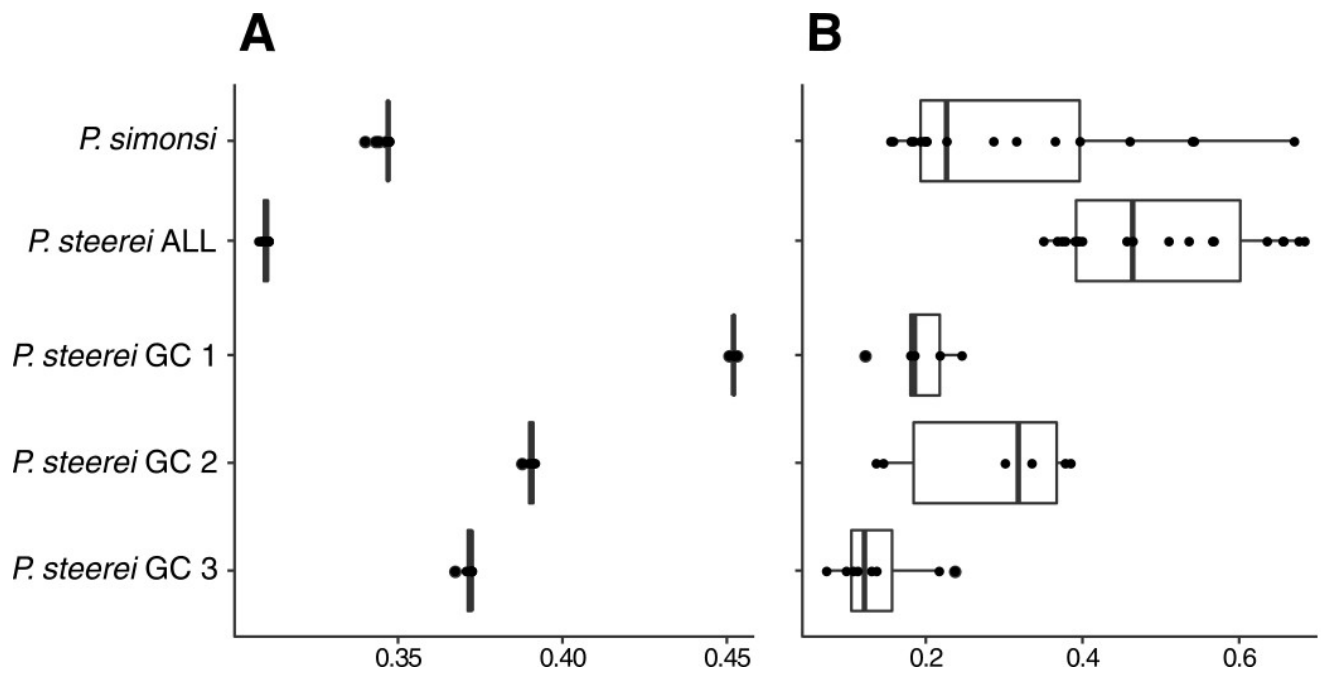 A B
P. simonsi
P. steerei ALL
P. steerei GC 1
P. steerei GC 2
P. steerei GC 3
0.35 0.40 0.45 0.2 0.4 0.6